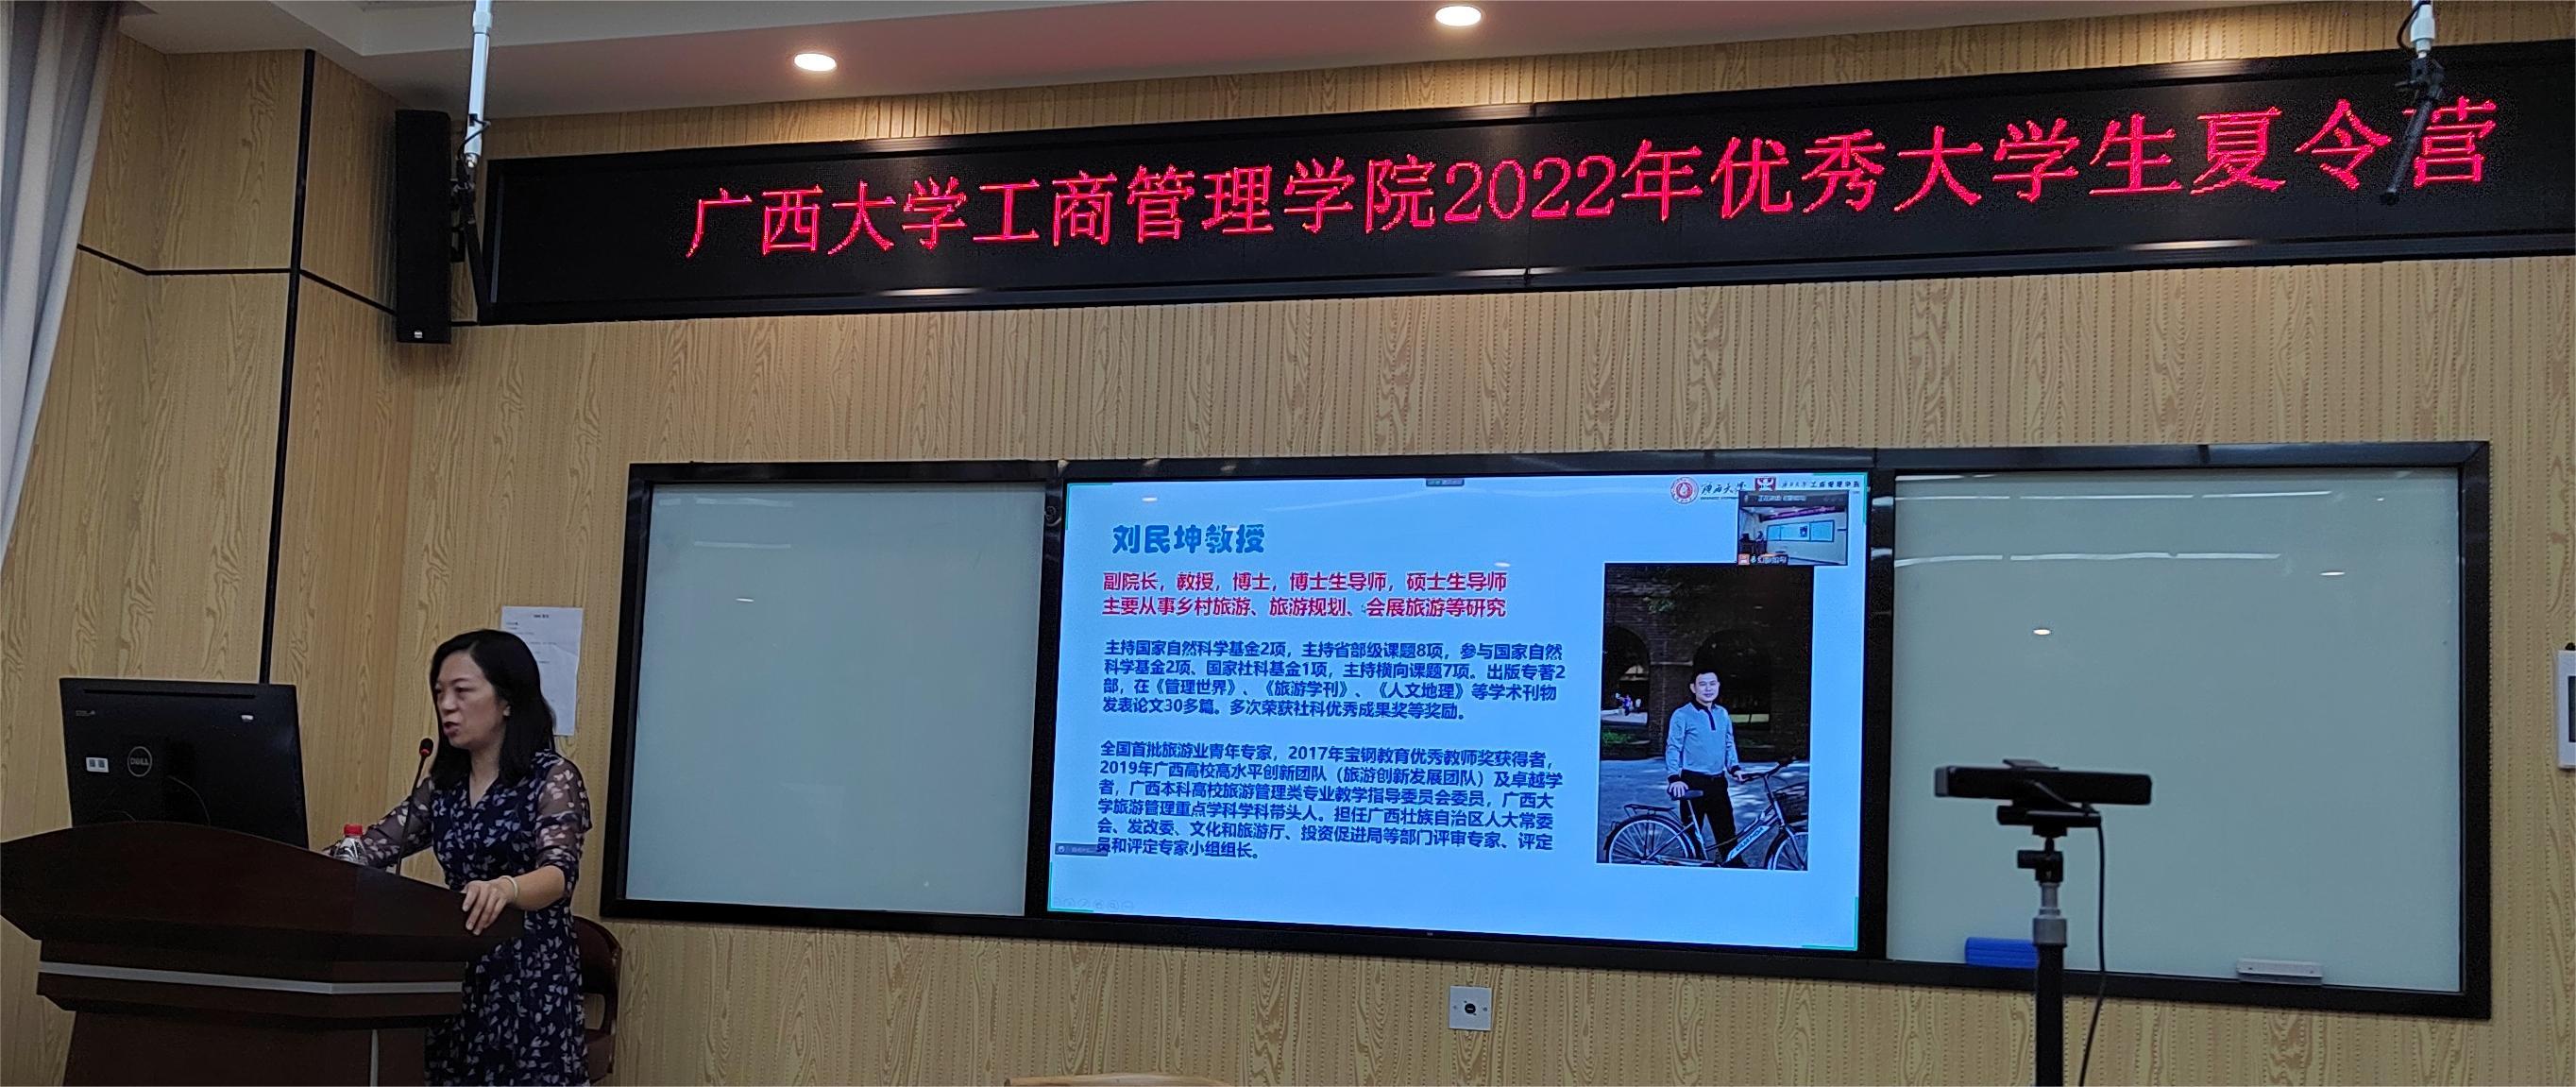 广西大学工商管理学院2022年优秀大学生夏令营
广西大学
刘民坤教授
副院长，教授，博士，博士生导师，硕士生导师
主要从事乡村旅游、旅游规划、会展旅游等研究
主持国家自然科学基金2项，主持省部级课题8项，参与国家自然
科学基金2项、国家社科基金1项，主持横向课题7项。出版专著2
部，在《管理世界》、《旅游学刊》、《人文地理》等学术刊物
发表论文30多篇。多次荣获社科优秀成果奖等奖励。
全国首批旅游业青年专家，2017年宝钢教育优秀教师奖获得者，
2019年广西高校高水平创新团队（旅游创新发展团队）及卓越学
者，广西本科高校旅游管理类专业教学指导委员会委员，广西大
学旅游管理重点学科学科带头人。担任广西壮族自治区人大常委
会、发改委、文化和旅游厅、投资促进局等部门评审专家、评定
员和评定专家小组组长。
DELL